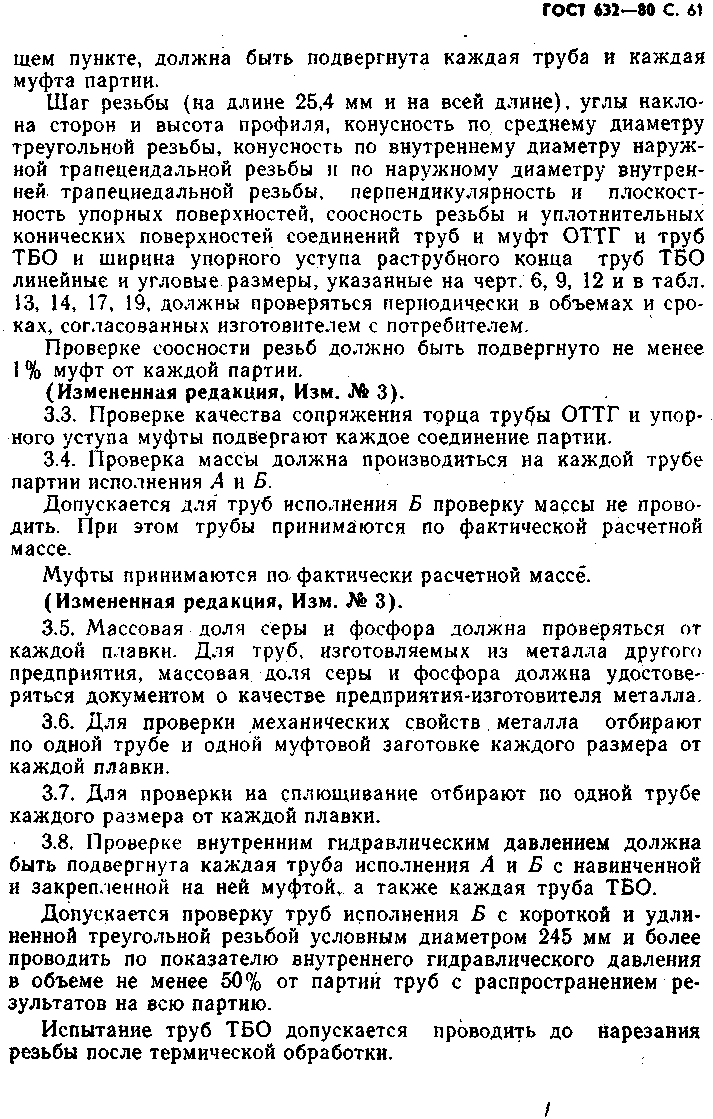 ГОСТ 632—80 С. 61
щем пункте, должна быть подвергнута каждая труба и каждая
муфта партии.
Шаг резьбы (на длине 25,4 мм и на всей длине), углы накло-
на сторон и высота профиля, конусность по среднему диаметру
треугольной резьбы, конусность по внутреннему диаметру наруж-
ной трапецеидальной резьбы и по наружному диаметру внутрен-
ней трапециедальной резьбы, перпендикулярность и плоскост-
ность упорных поверхностей, соосность резьбы и уплотнительных
конических поверхностей соединений труб и муфт ОТТГ и труб
ТБО и ширина упорного уступа раструбного конца труб ТБО
линейные и угловые размеры, указанные на черт. 6, 9, 12 и в табл.
13, 14, 17, 19, должны проверяться периодически в объемах и сро-
ках, согласованных изготовителем с потребителем.
Проверке соосности резьб должно быть подвергнуто не менее
1% муфт от каждой партии.
(Измененная редакция, Изм. № 3).
3.3. Проверке качества сопряжения торца трубы ОТТГ и упор-
ного уступа муфты подвергают каждое соединение партии.
3.4. Проверка массы должна производиться на каждой трубе
партии исполнения А и Б.
Допускается для труб исполнения Б проверку массы не прово-
дить. При этом трубы принимаются по фактической расчетной
массе.
Муфты принимаются по фактически расчетной массе.
(Измененная редакция, Изм. № 3).
3.5. Массовая доля серы и фосфора должна проверяться от
каждой плавки. Для труб, изготовляемых из металла другого
предприятия, массовая доля серы и фосфора должна удостове-
ряться документом о качестве предприятия-изготовителя металла.
3.6. Для проверки механических свойств металла отбирают
по одной трубе и одной муфтовой заготовке каждого размера от
каждой плавки.
3.7. Для проверки на сплющивание отбирают по одной трубе
каждого размера от каждой плавки.
3.8. Проверке внутренним гидравлическим давлением должна
быть подвергнута каждая труба исполнения А и Б с навинченной
и закрепленной на ней муфтой, а также каждая труба ТБО.
Допускается проверку труб исполнения Б с короткой и удли-
ненной треугольной резьбой условным диаметром 245 мм и более
проводить по показателю внутреннего гидравлического давления
в объеме не менее 50% от партии труб с распространением ре-
зультатов на всю партию.
Испытание труб ТБО допускается проводить до нарезания
резьбы после термической обработки.